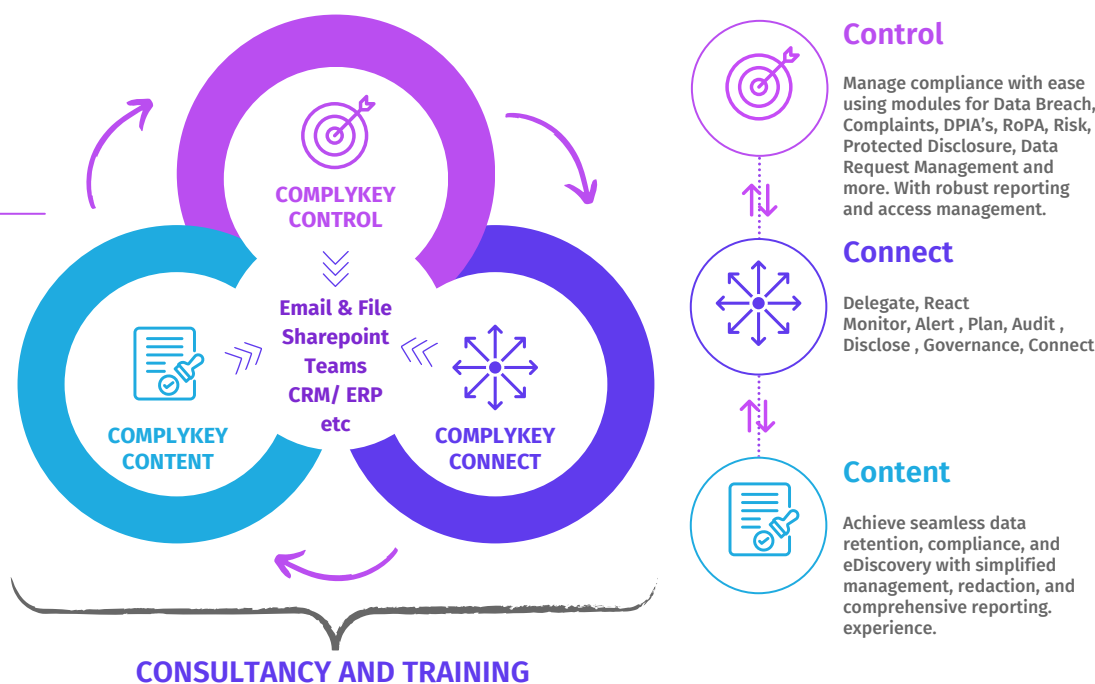 COMPLYKEY
CONTROL
Email & File
Sharepoint
Teams
CRM/ ERP
etc
COMPLYKEY
CONTENT
COMPLYKEY
CONNECT
CONSULTANCY AND TRAINING
Control
Manage compliance with ease
using modules for Data Breach,
Complaints, DPIA's, RoPA, Risk,
Protected Disclosure, Data
Request Management and
more. With robust reporting
and access management.
Connect
Delegate, React
Monitor, Alert , Plan, Audit ,
Disclose , Governance, Connect
Content
Achieve seamless data
retention, compliance, and
eDiscovery with simplified
management, redaction, and
comprehensive reporting.
experience.